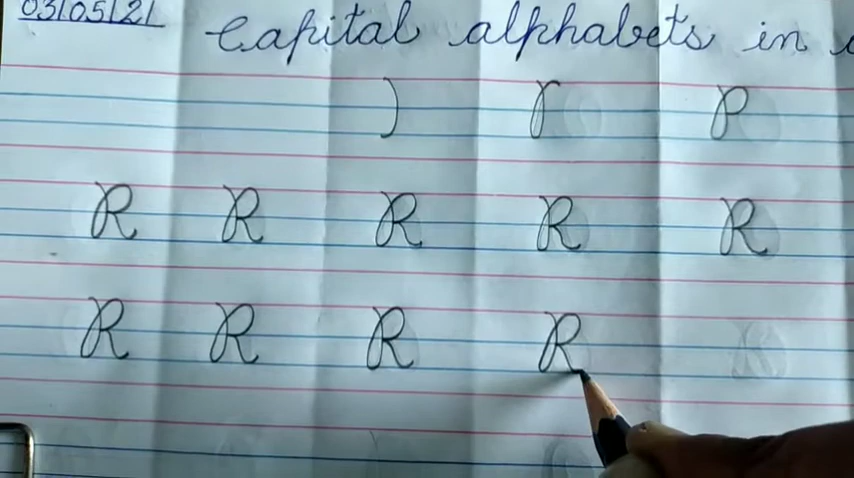 03/05/21
Capital alphabets in
) r P
R R R R R
R R R R